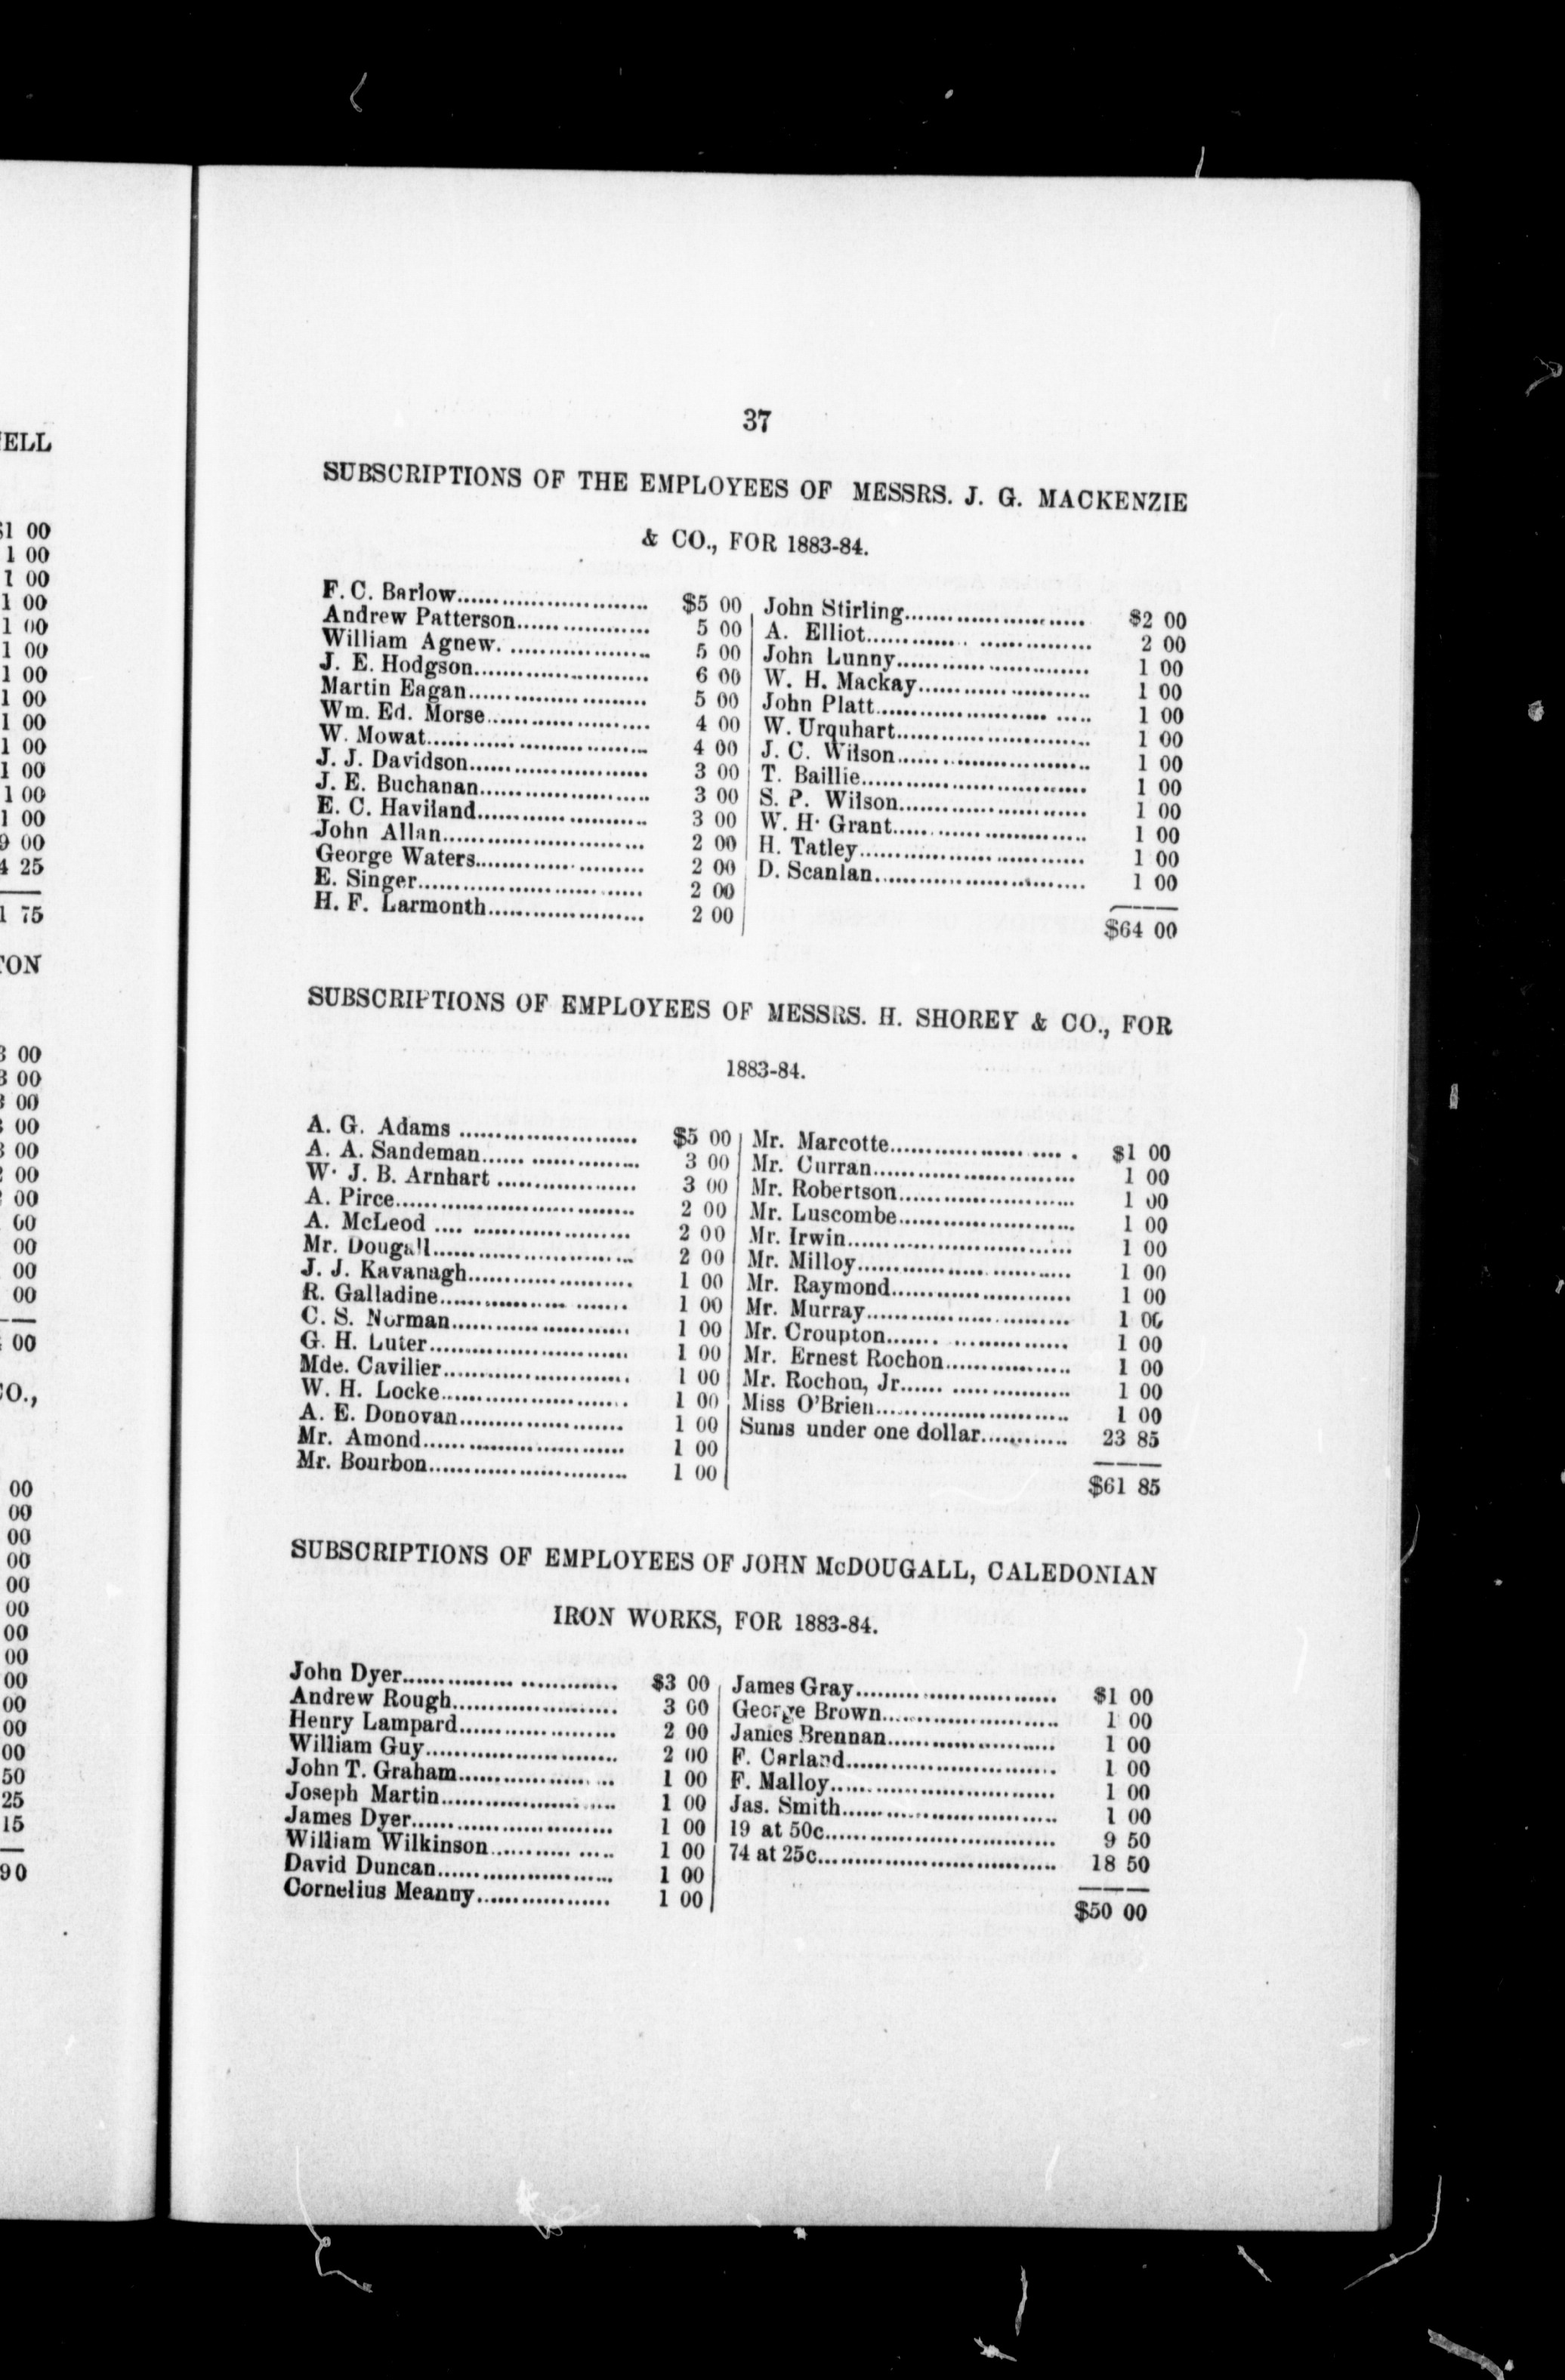 37
SUBSCRIPTIONS OF THE EMPLOYEES OF MESSRS. J. G. MACKENZIE
& CO., FOR 1883-84.
F. C. Barlow........ $5 00
Andrew Patterson........ 5 00
William Agnew. ........ 5 00
J. E. Hodgson........ 6 00
Martin Eagan........ 5 00
Wm. Ed. Morse........ 4 00
W. Mowat........ 4 00
J. J. Davidson........ 3 00
J. E. Buchanan........ 3 00
E. C. Haviland........ 3 00
John Allan........ 2 00
George Waters........ 2 00
E. Singer........ 2 00
H. F. Larmonth........ 2 00
John Stirling........ $2 00
A. Elliot........ 2 00
John Lunny........ 1 00
W. H. Mackay........ 1 00
John Platt........ 1 00
W. Urquhart........ 1 00
J. C. Wilson........ 1 00
T. Baillie........ 1 00
S. P. Wilson........ 1 00
W. H. Grant........ 1 00
H. Tatley........ 1 00
D. Scanlan........ 1 00
$64 00
SUBSCRIPTIONS OF EMPLOYEES OF MESSRS. H. SHOREY & CO., FOR
1883-84.
A. G. Adams ........ $5 00
A. A. Sandeman........ 3 00
W. J. B. Arnhart ........ 3 00
A. Pirce........ 2 00
A. McLeod ........ 2 00
Mr. Dougall........ 2 00
J. J. Kavanagh........ 1 00
R. Galladine........ 1 00
C. S. Norman........ 1 00
G. H. Luter........ 1 00
Mde. Cavilier........ 1 00
W. H. Locke........ 1 00
A. E. Donovan........ 1 00
Mr. Amond........ 1 00
Mr. Bourbon........ 1 00
Mr. Marcotte........ $1 00
Mr. Curran........ 1 00
Mr. Robertson........ 1 00
Mr. Luscombe........ 1 00
Mr. Irwin........ 1 00
Mr. Milloy........ 1 00
Mr. Raymond........ 1 00
Mr. Murray........ 1 00
Mr. Croupton........ 1 00
Mr. Ernest Rochon........ 1 00
Mr. Rochon, Jr........ 1 00
Miss O'Brien........ 1 00
Sums under one dollar........ 23 85
$61 85
SUBSCRIPTIONS OF EMPLOYEES OF JOHN McDOUGALL, CALEDONIAN
IRON WORKS, FOR 1883-84.
John Dyer........ $3 00
Andrew Rough........ 3 00
Henry Lampard........ 2 00
William Guy........ 2 00
John T. Graham........ 1 00
Joseph Martin........ 1 00
James Dyer........ 1 00
William Wilkinson........ 1 00
David Duncan........ 1 00
Cornelius Meanny........ 1 00
James Gray........ $1 00
George Brown........ 1 00
James Brennan........ 1 00
F. Carland........ 1 00
F. Malloy........ 1 00
Jas. Smith........ 1 00
19 at 50c........ 9 50
74 at 25c........ 18 50
$50 00